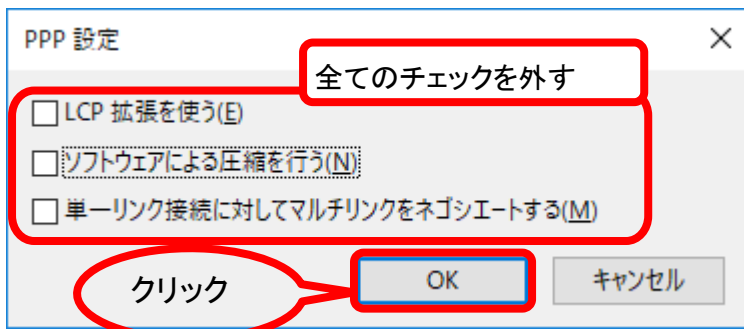 PPP 設定
全てのチェックを外す
LCP 拡張を使う(E)
ソフトウェアによる圧縮を行う(N)
単一リンク接続に対してマルチリンクをネゴシエートする(M)
クリック
OK
キャンセル